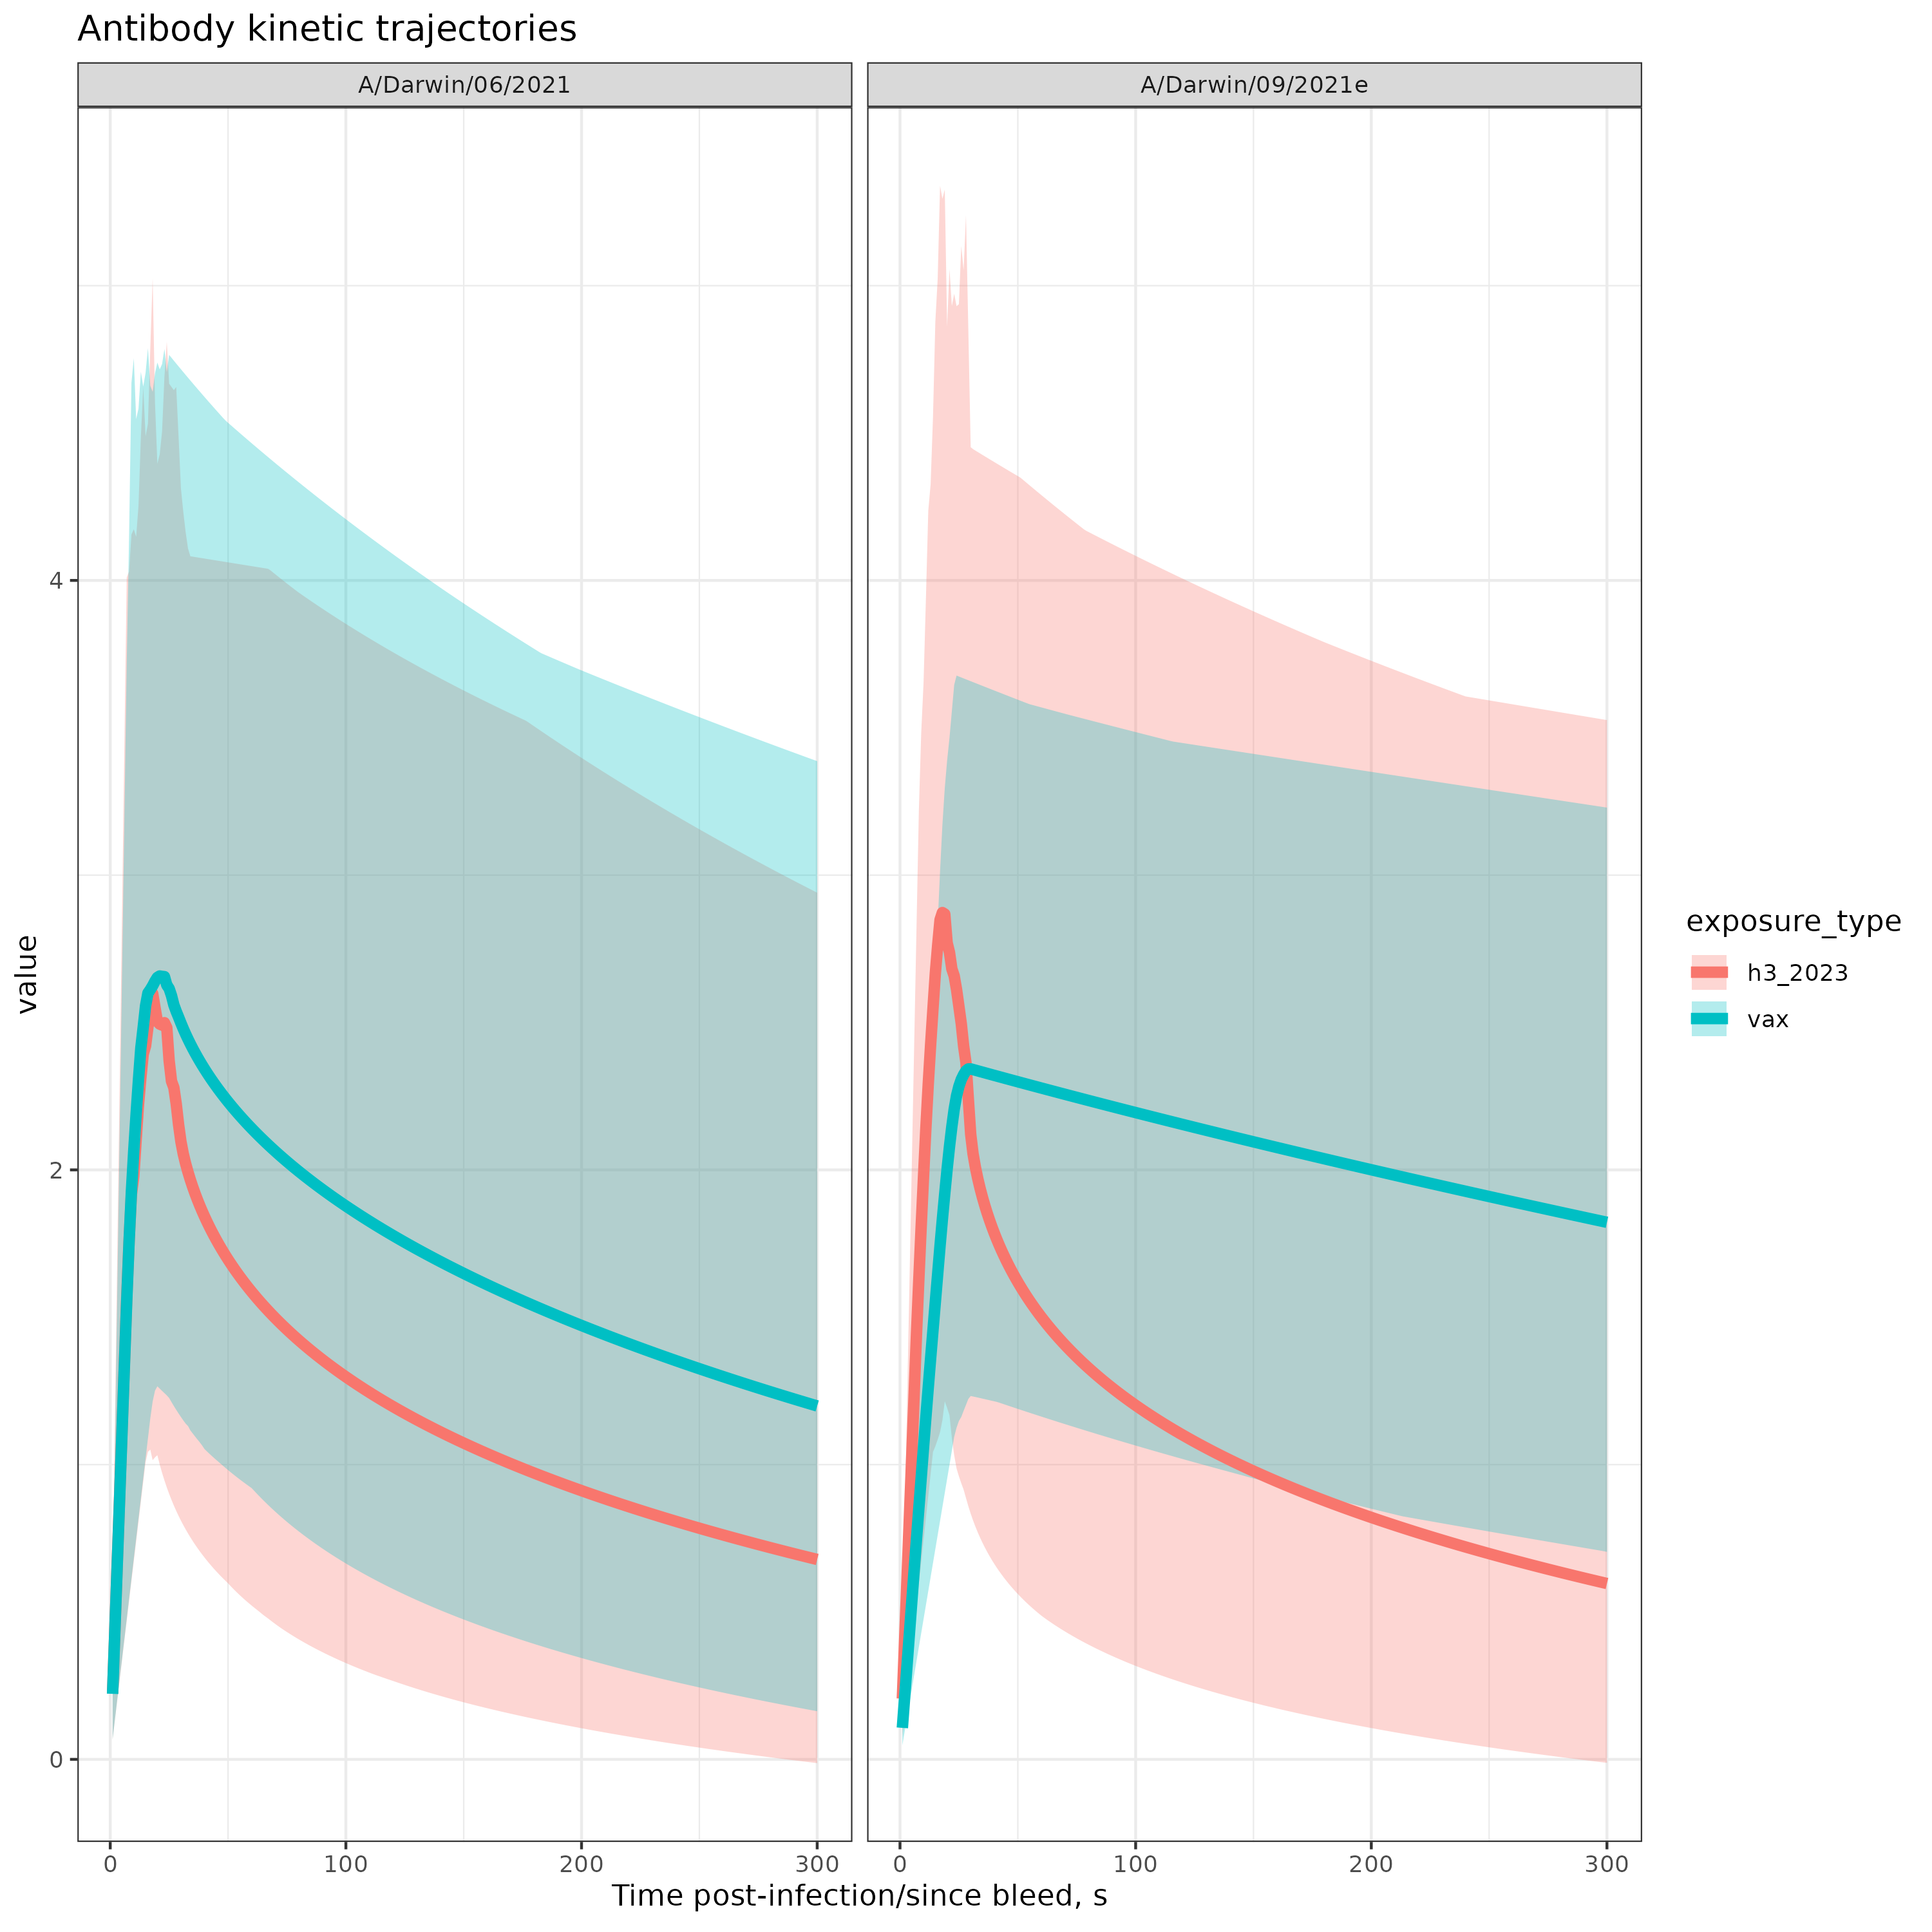 Antibody kinetic trajectories
A/Darwin/06/2021
A/Darwin/09/2021e
value
4
2
0
0
100
200
300
0
100
200
300
Time post-infection/since bleed, s
exposure_type
h3_2023
vax